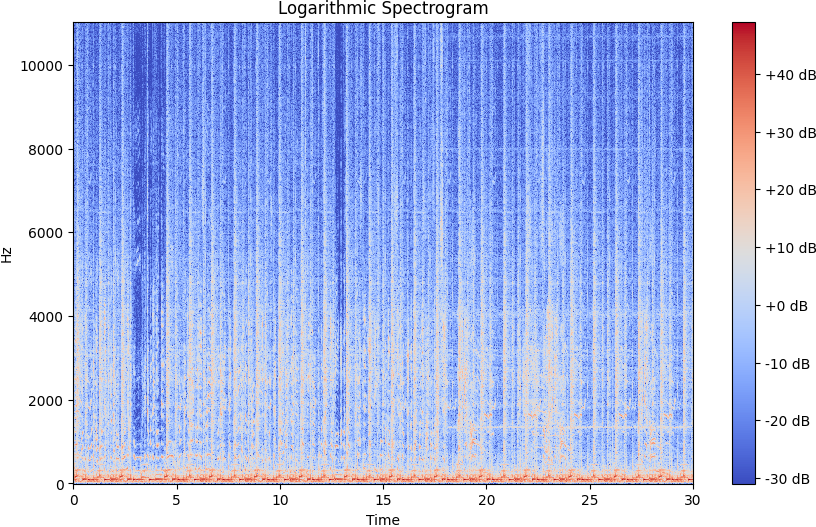 Logarithmic Spectrogram
Hz
10000
8000
6000
4000
2000
0
0 5 10 15 20 25 30
Time
+40 dB
+30 dB
+20 dB
+10 dB
+0 dB
-10 dB
-20 dB
-30 dB